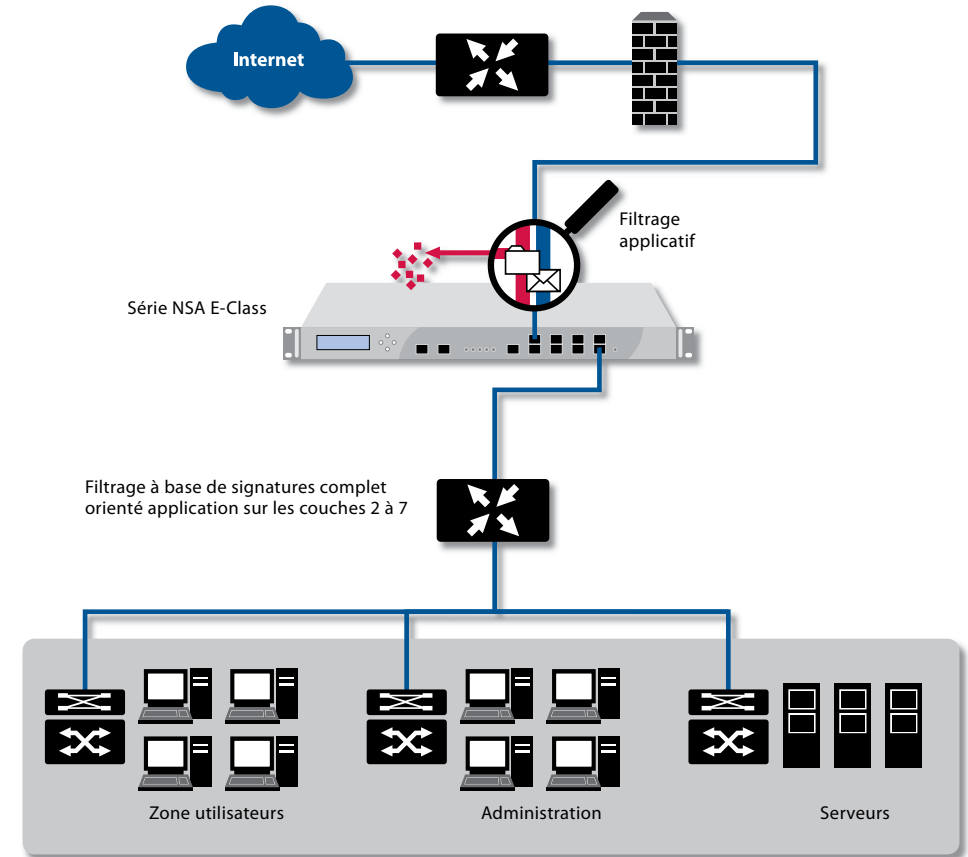 Internet
Filtrage
applicatif
Série NSA E-Class
Filtrage à base de signatures complet
orienté application sur les couches 2 à 7
Zone utilisateurs
Administration
Serveurs